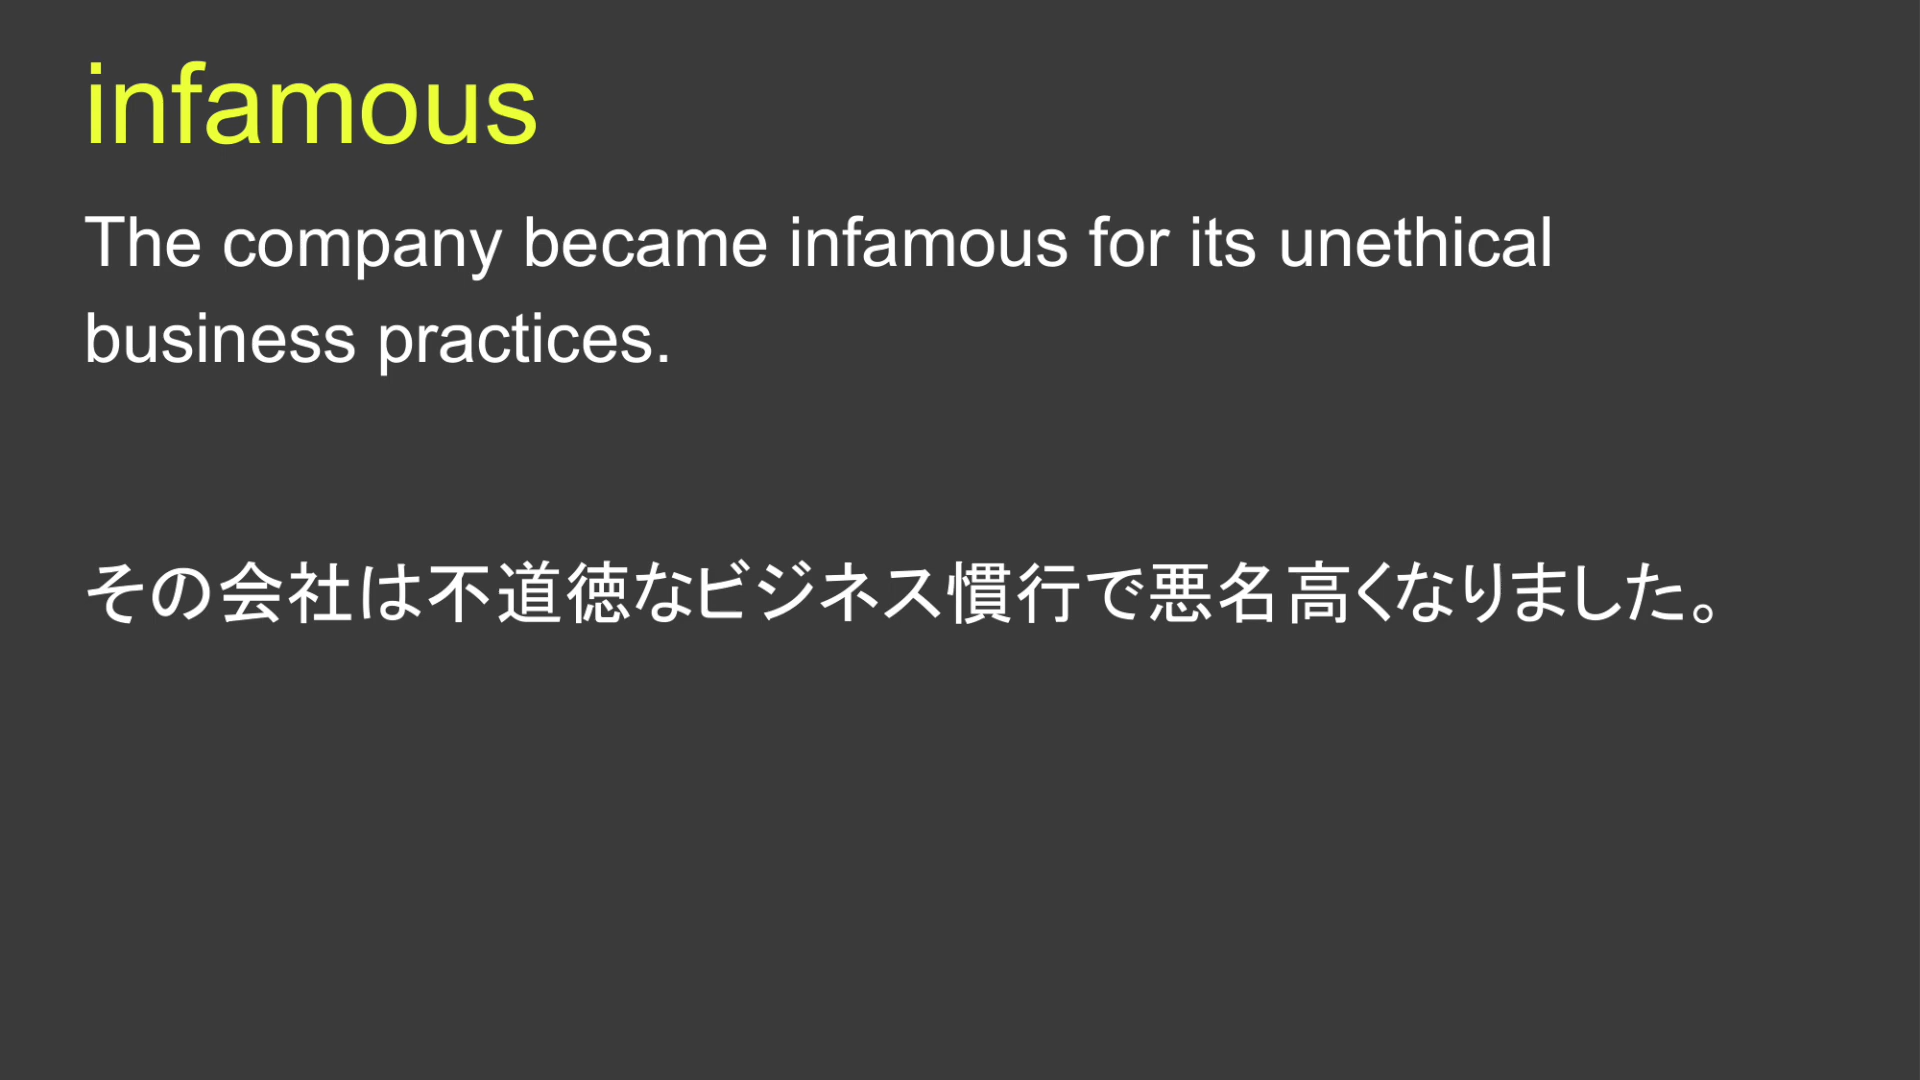 infamous
The company became infamous for its unethical
business practices.
その会社は不道徳なビジネス慣行で悪名高くなりました。